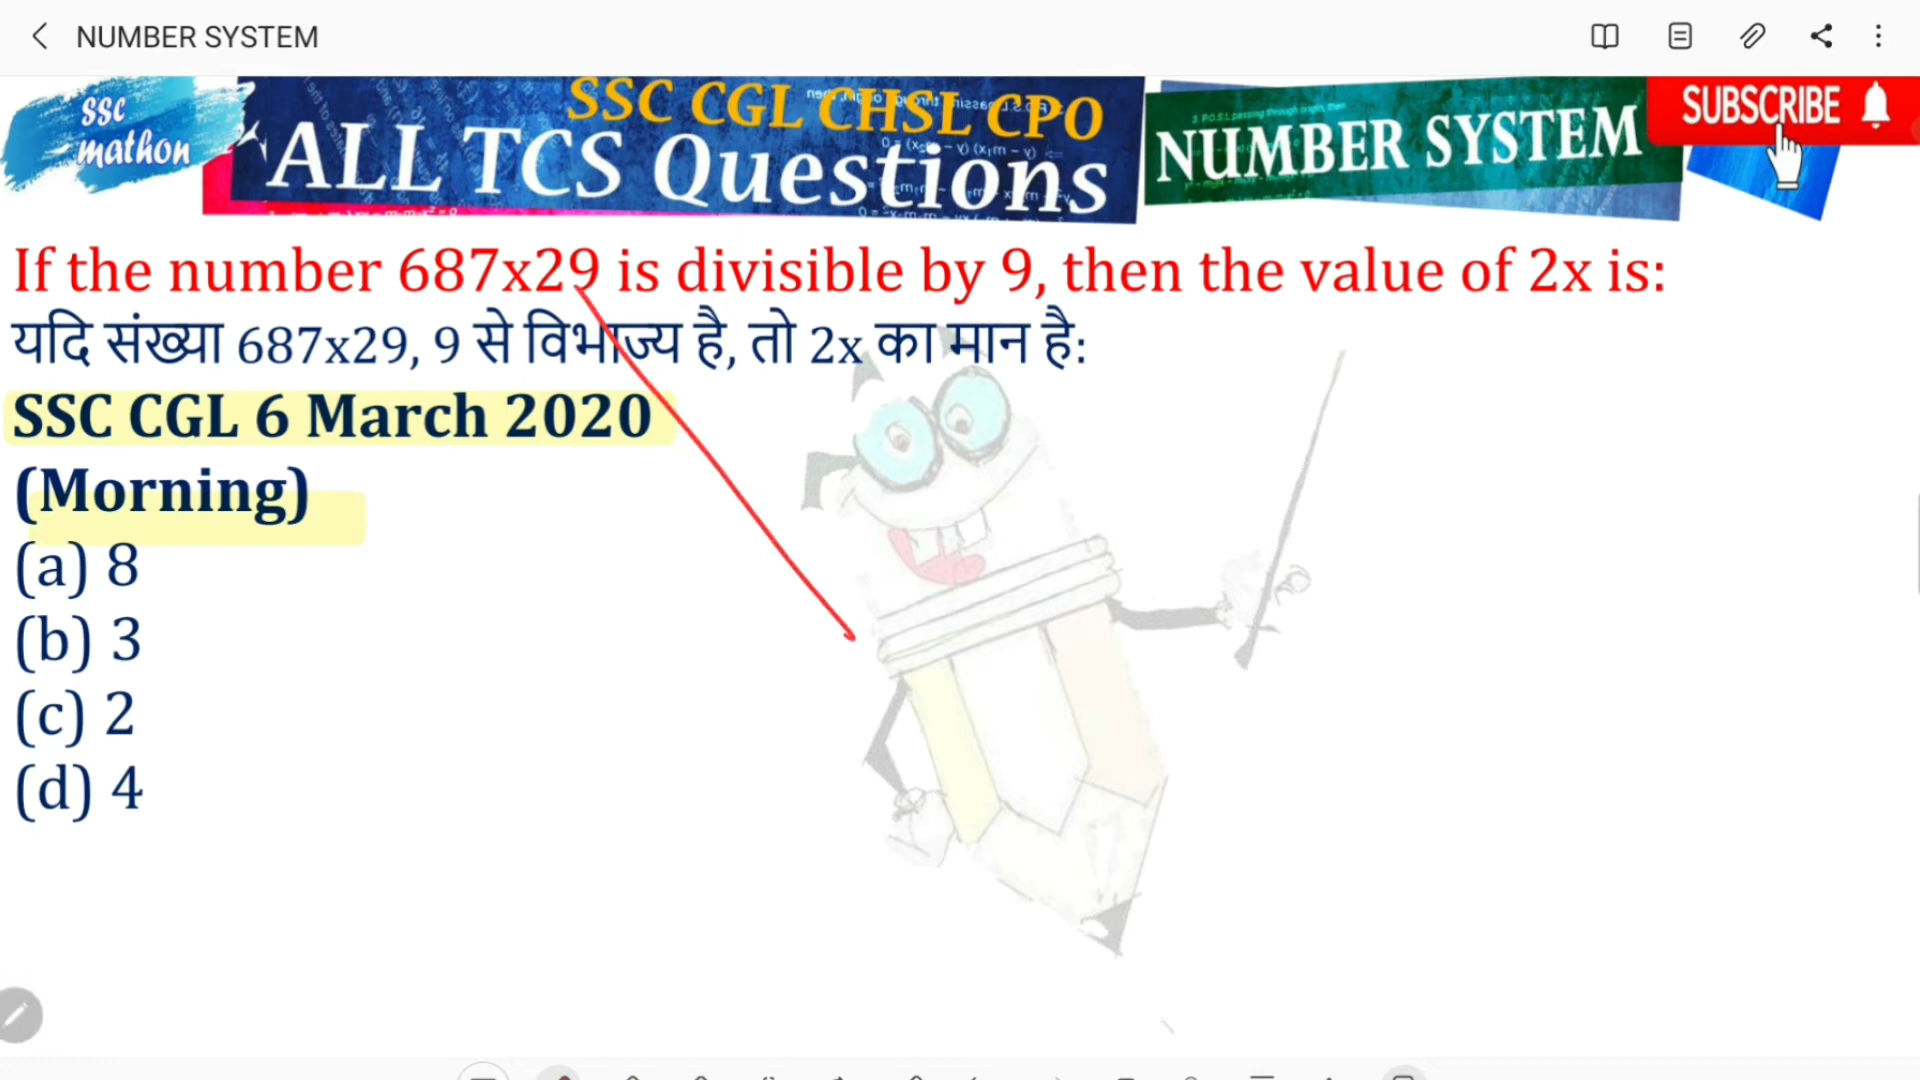 NUMBER SYSTEM
ssc mathon
SSC CGL CHSL CPO
ALL TCS Questions
NUMBER SYSTEM
SUBSCRIBE
If the number 687x29 is divisible by 9, then the value of 2x is:
यदि संख्या 687x29, 9 से विभाज्य है, तो 2x का मान है:
SSC CGL 6 March 2020
(Morning)
(a) 8
(b) 3
(c) 2
(d) 4